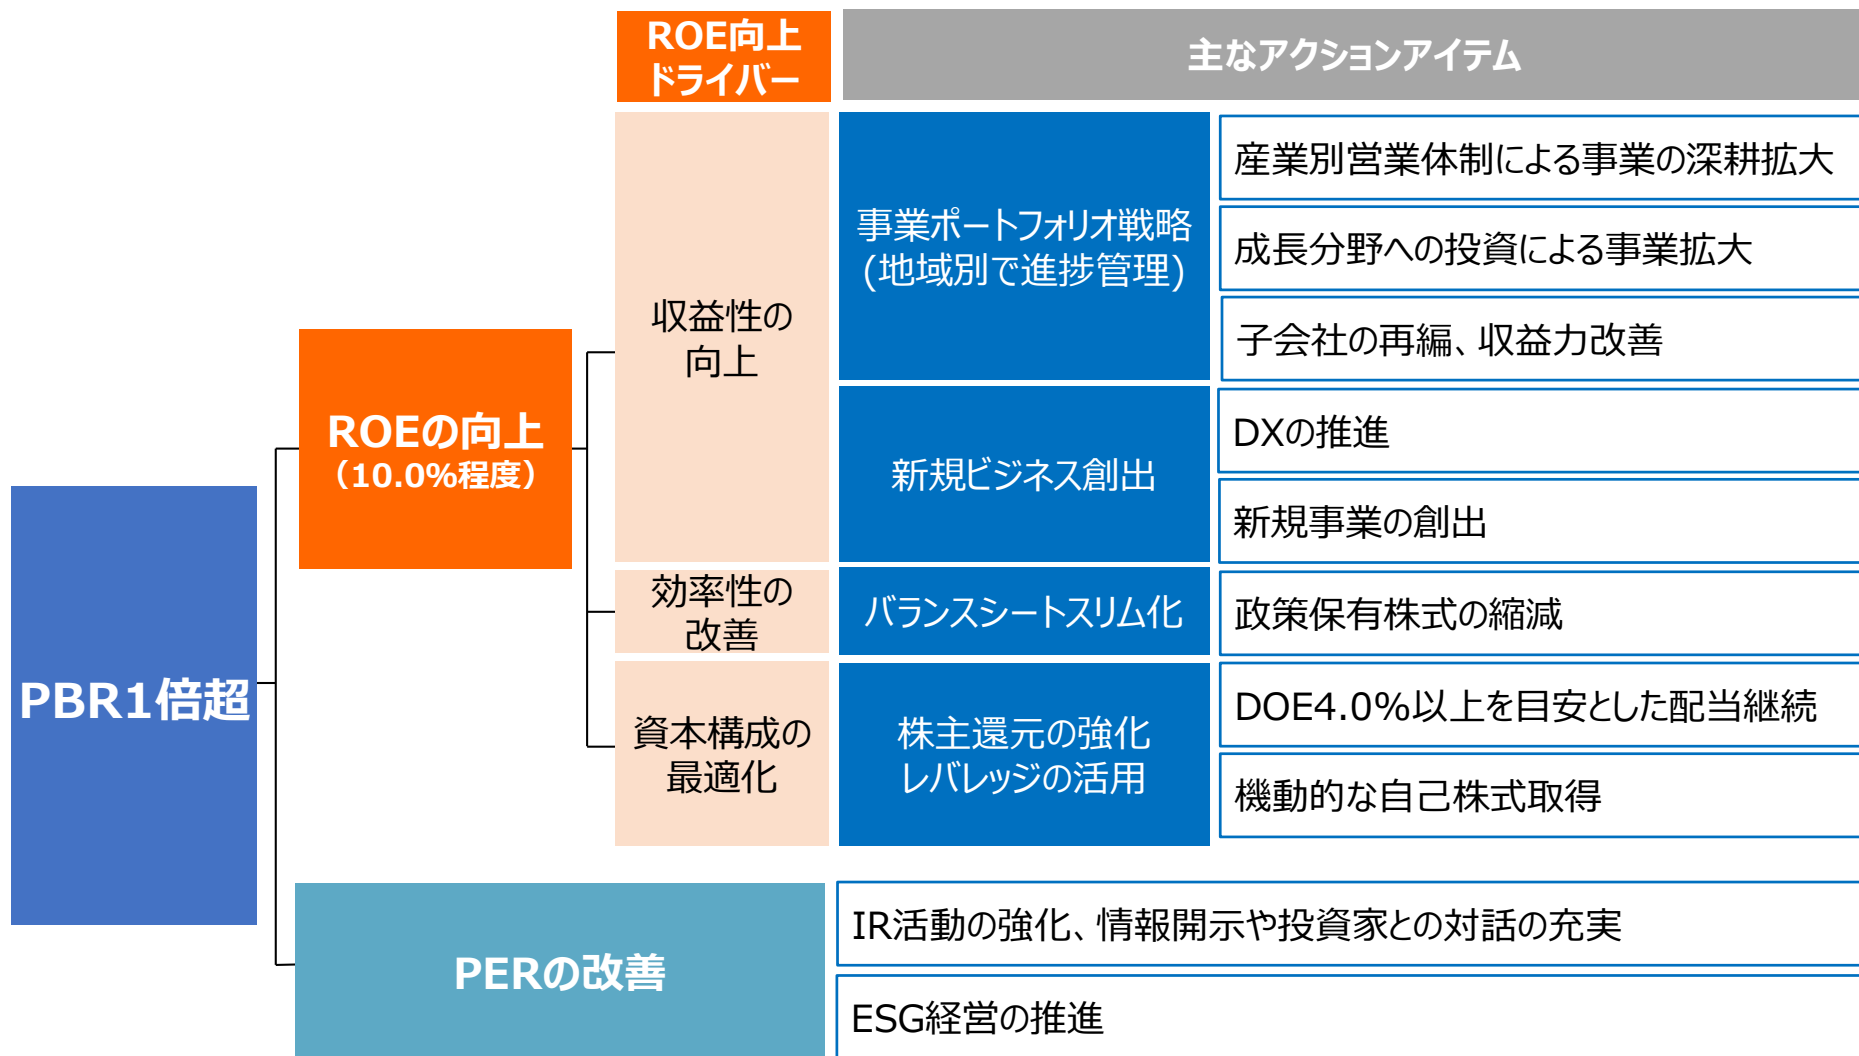 ROE向上
ドライバー
主なアクションアイテム
PBR1倍超
ROEの向上
（10.0%程度）
収益性の
向上
事業ポートフォリオ戦略
(地域別で進捗管理)
産業別営業体制による事業の深耕拡大
成長分野への投資による事業拡大
子会社の再編、収益力改善
新規ビジネス創出
DXの推進
新規事業の創出
効率性の
改善
バランスシートスリム化
政策保有株式の縮減
資本構成の
最適化
株主還元の強化
レバレッジの活用
DOE4.0%以上を目安とした配当継続
機動的な自己株式取得
PERの改善
IR活動の強化、情報開示や投資家との対話の充実
ESG経営の推進